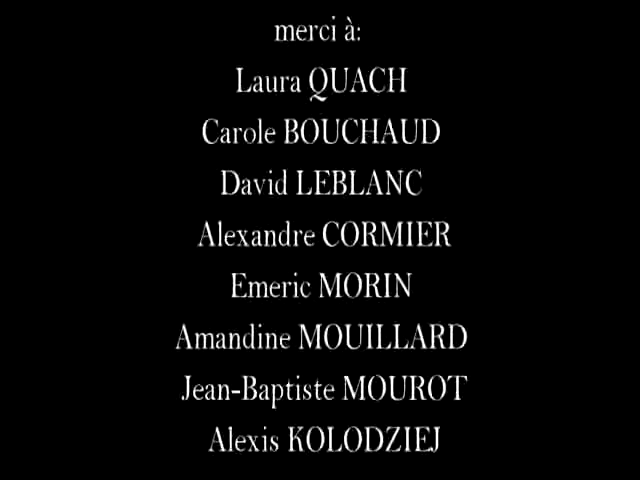 merci à:
Laura QUACH
Carole BOUCHAUD
David LEBLANC
Alexandre CORMIER
Emeric MORIN
Amandine MOUILLARD
Jean-Baptiste MOUROT
Alexis KOLODZIEJ